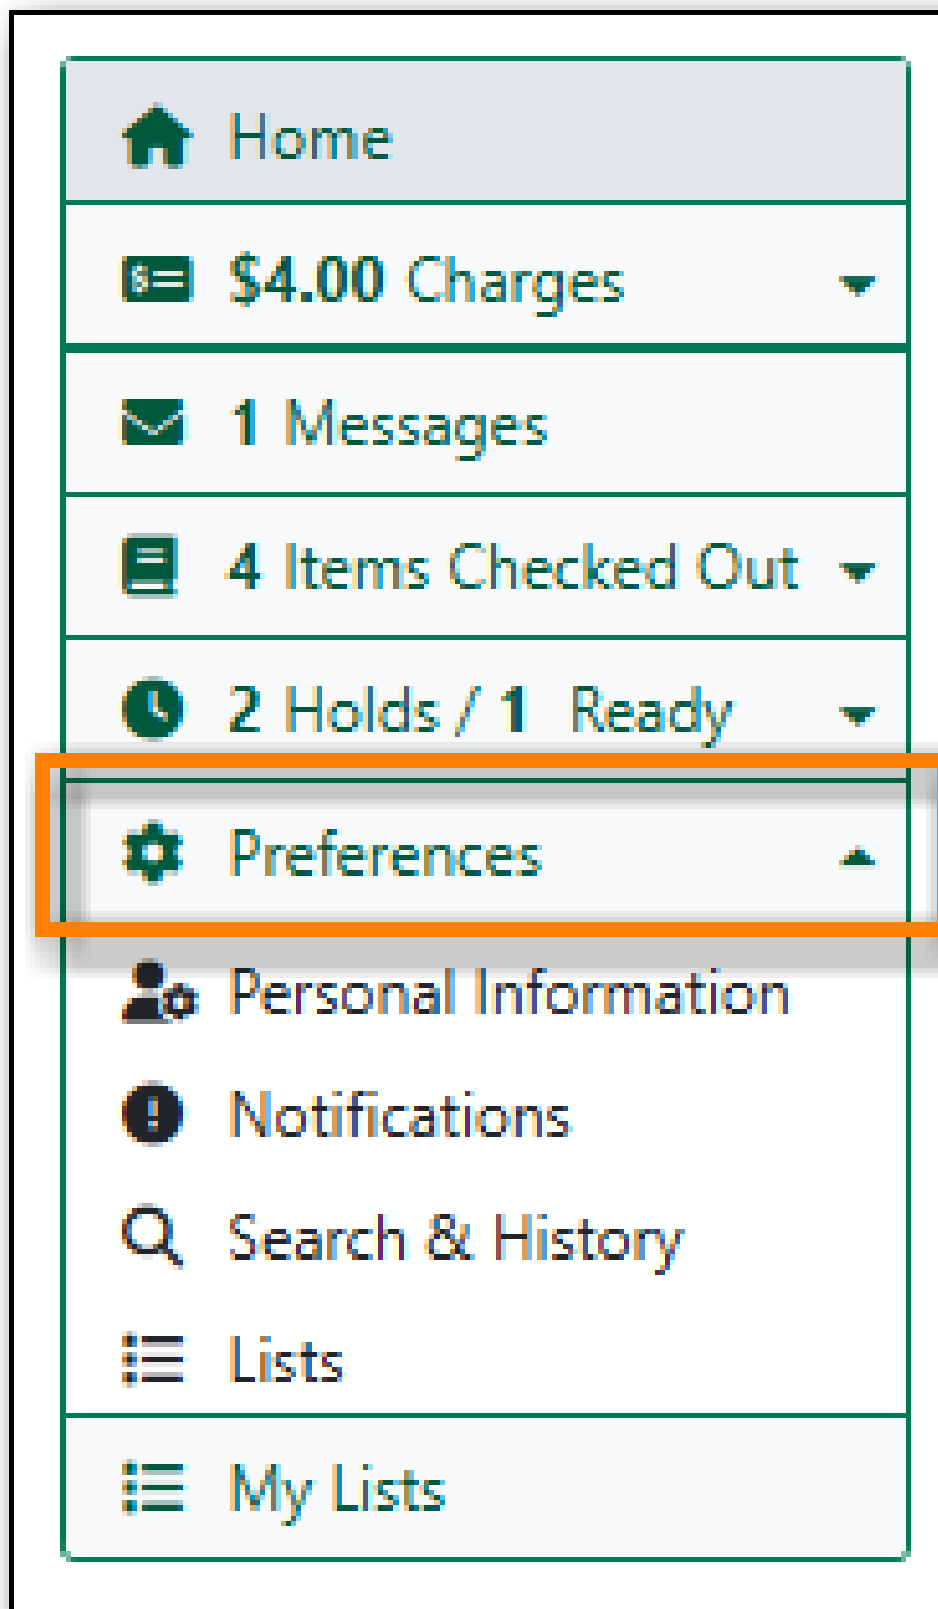 Home
$4.00 Charges
1 Messages
4 Items Checked Out
2 Holds / 1 Ready
Preferences
Personal Information
Notifications
Search & History
Lists
My Lists